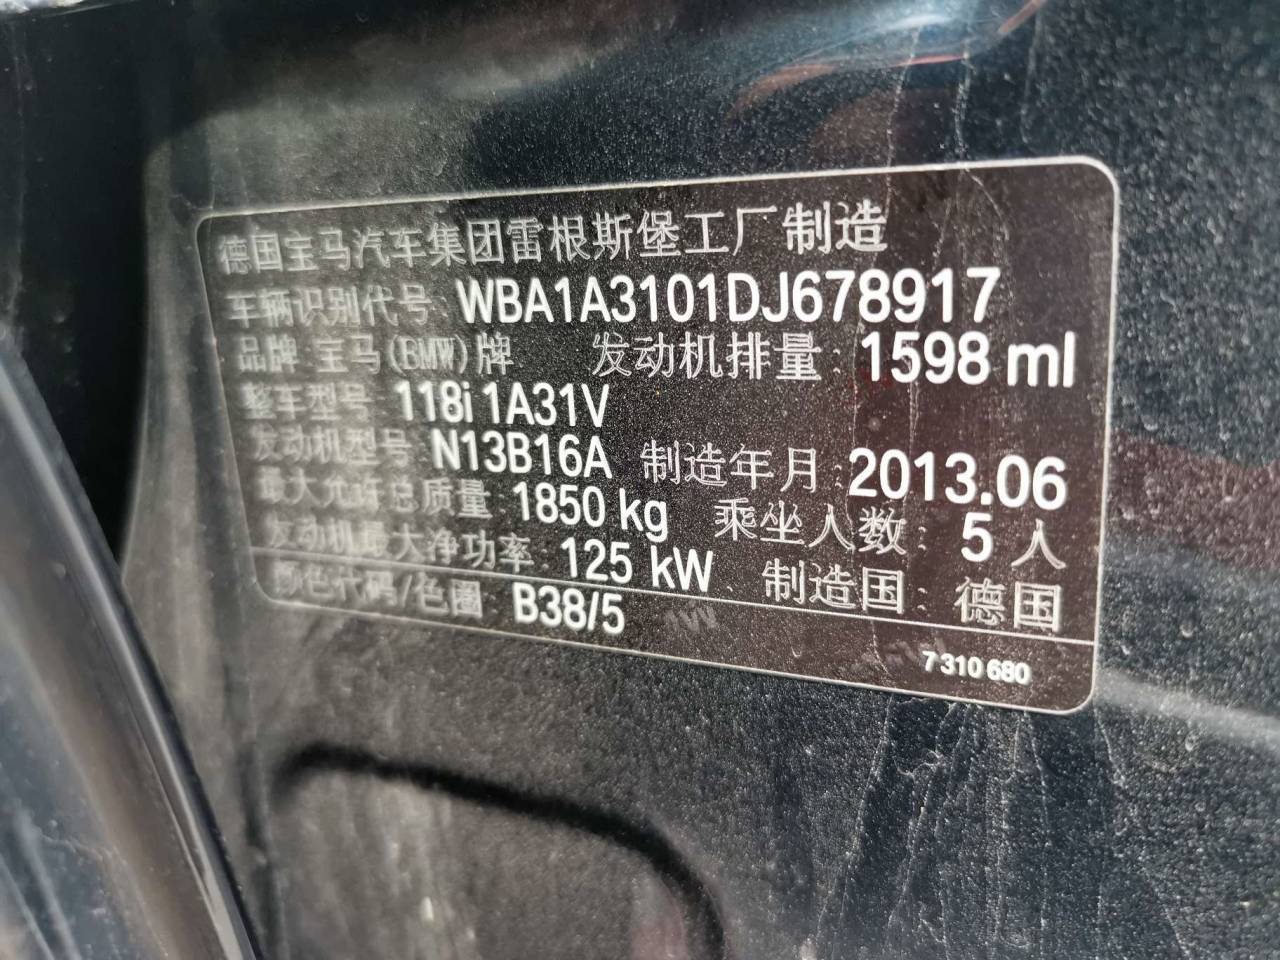 德国宝马汽车集团雷根斯堡工厂制造
车辆识别代号: WBA1A3101DJ678917
品牌: 宝马(BMW)牌 发动机排量: 1598 ml
整车型号 118i 1A31V
发动机型号 N13B16A 制造年月: 2013.06
最大允许总质量: 1850 kg 乘坐人数: 5 人
发动机最大净功率: 125 kW 制造国: 德国
颜色代码/色圖 B38/5
7 310 680